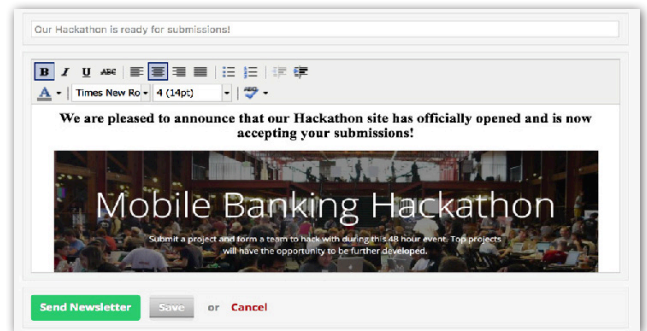 Our Hackathon is ready for submissions!
B I U ABC
A Times New Ro 4 (14pt) ABC
We are pleased to announce that our Hackathon site has officially opened and is now
accepting your submissions!
Mobile Banking Hackathon
Submit a project and form a team to hack with during this 48 hour event. Top projects
will have the opportunity to be further developed.
Send Newsletter Save or Cancel